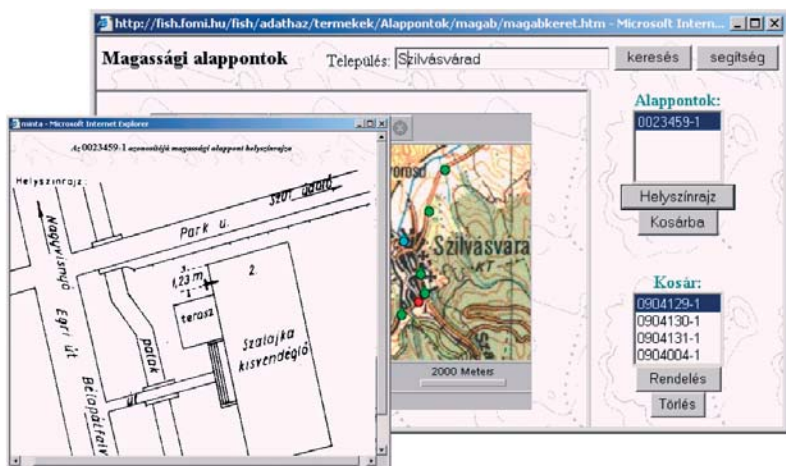 http://fish.fomi.hu/fish/adathaz/termekek/Alappontok/magab/magabkeret.htm - Microsoft Intern...
Magassági alappontok
Település: Szilvásvárad
keresés
segítség
Alappontok:
0023459-1
Helyszínrajz
Kosárba
Kosár:
0904129-1
0904130-1
0904131-1
0904004-1
Rendelés
Törlés
Szilvásvára
KT
2000 Meters
minta - Microsoft Internet Explorer
Az 0023459-1 azonosítójú magassági alappont helyszínrajza
Helyszínrajz:
Nagyvisnyó
Park u.
Egri út
patak
1,23 m
2.
terasz
Szalajka
kisvendéglő
Bélapátfalv